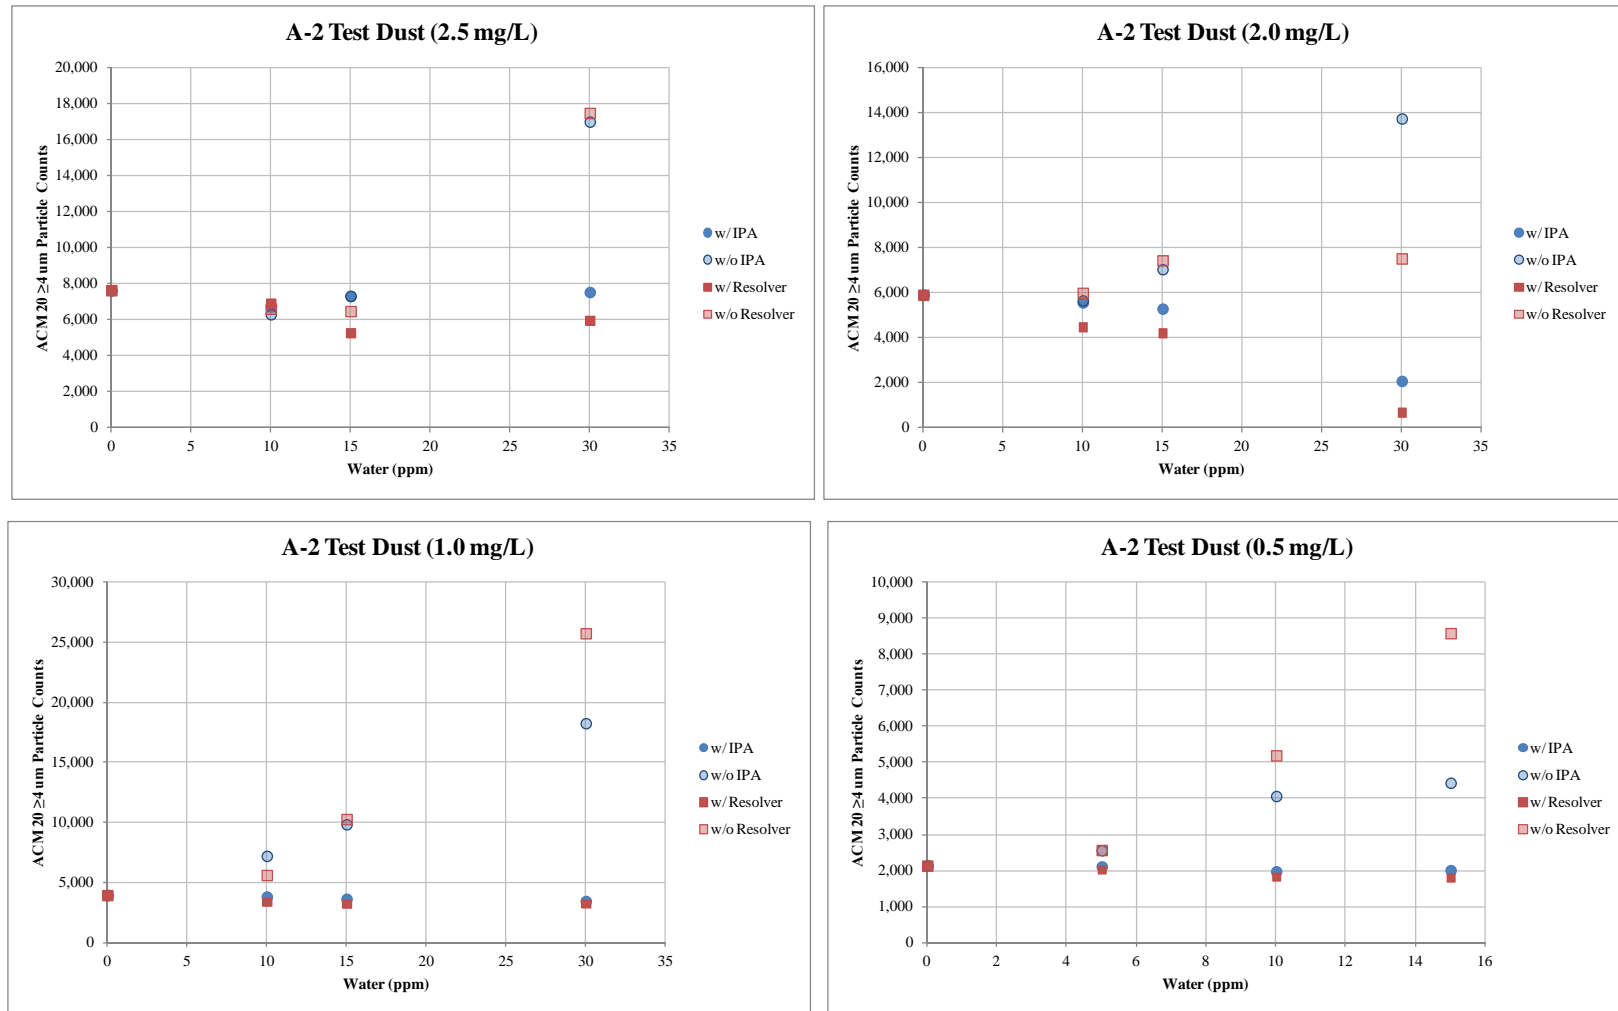 A-2 Test Dust (2.5 mg/L)
20,000
18,000
16,000
14,000
12,000
10,000
8,000
6,000
4,000
2,000
0
ACM 20 ≥4 um Particle Counts
0 5 10 15 20 25 30 35
Water (ppm)
w/ IPA
w/o IPA
w/ Resolver
w/o Resolver
A-2 Test Dust (2.0 mg/L)
16,000
14,000
12,000
10,000
8,000
6,000
4,000
2,000
0
ACM 20 ≥4 um Particle Counts
0 5 10 15 20 25 30 35
Water (ppm)
w/ IPA
w/o IPA
w/ Resolver
w/o Resolver
A-2 Test Dust (1.0 mg/L)
30,000
25,000
20,000
15,000
10,000
5,000
0
ACM 20 ≥4 um Particle Counts
0 5 10 15 20 25 30 35
Water (ppm)
w/ IPA
w/o IPA
w/ Resolver
w/o Resolver
A-2 Test Dust (0.5 mg/L)
10,000
9,000
8,000
7,000
6,000
5,000
4,000
3,000
2,000
1,000
0
ACM 20 ≥4 um Particle Counts
0 2 4 6 8 10 12 14 16
Water (ppm)
w/ IPA
w/o IPA
w/ Resolver
w/o Resolver